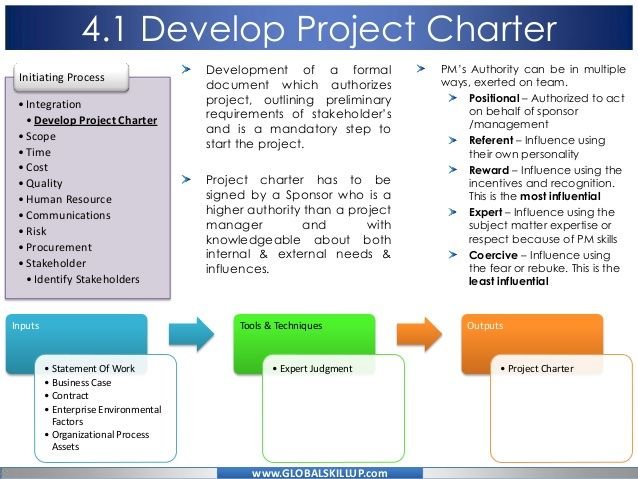 4.1 Develop Project Charter
Initiating Process
• Integration
• Develop Project Charter
• Scope
• Time
• Cost
• Quality
• Human Resource
• Communications
• Risk
• Procurement
• Stakeholder
• Identify Stakeholders
Development of a formal
document which authorizes
project, outlining preliminary
requirements of stakeholder's
and is a mandatory step to
start the project.
Project charter has to be
signed by a Sponsor who is a
higher authority than a project
manager and with
knowledgeable about both
internal & external needs &
influences.
PM's Authority can be in multiple
ways, exerted on team.
Positional – Authorized to act
on behalf of sponsor
/management
Referent – Influence using
their own personality
Reward – Influence using the
incentives and recognition.
This is the most influential
Expert – Influence using the
subject matter expertise or
respect because of PM skills
Coercive – Influence using
the fear or rebuke. This is the
least influential
Inputs
• Statement Of Work
• Business Case
• Contract
• Enterprise Environmental
Factors
• Organizational Process
Assets
Tools & Techniques
• Expert Judgment
Outputs
• Project Charter
www.GLOBALSKILLUP.com